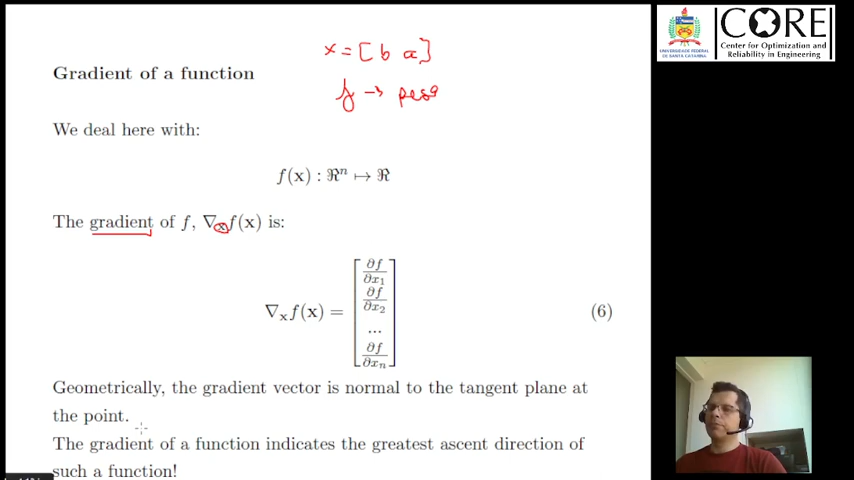 CORE
Center for Optimization and
Reliability in Engineering
UNIVERSIDADE FEDERAL
DE SANTA CATARINA
x = [ b a ]
Gradient of a function
f → peso
We deal here with:
f(x) : ℜⁿ ↦ ℜ
The gradient of f, ∇ₓf(x) is:
∂f
∂x₁
∂f
∂x₂
∇ₓf(x) =
(6)
...
∂f
∂xₙ
Geometrically, the gradient vector is normal to the tangent plane at
the point.
The gradient of a function indicates the greatest ascent direction of
such a function!